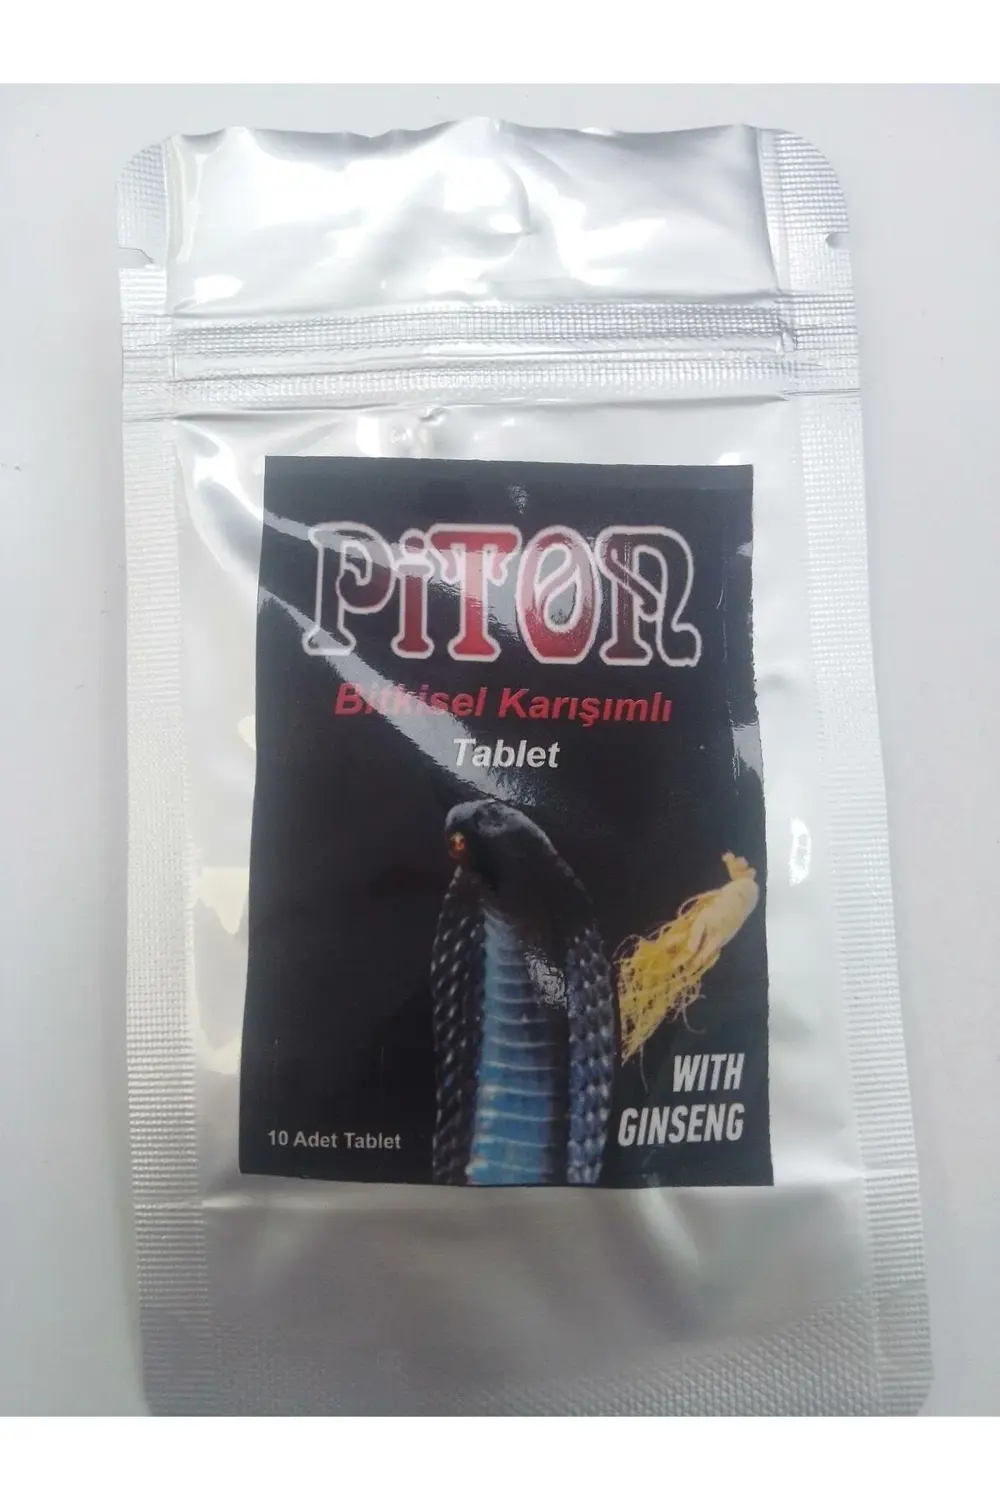 PiTON
Bitkisel Karışımlı
Tablet
WITH
GINSENG
10 Adet Tablet